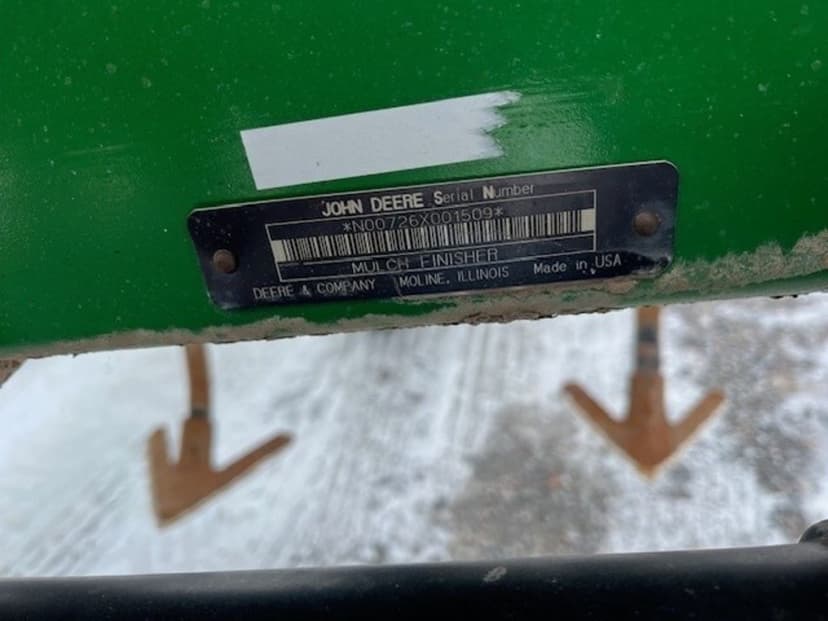 JOHN DEERE Serial Number
*N00726X001509*
MULCH FINISHER
DEERE & COMPANY MOLINE, ILLINOIS Made in USA